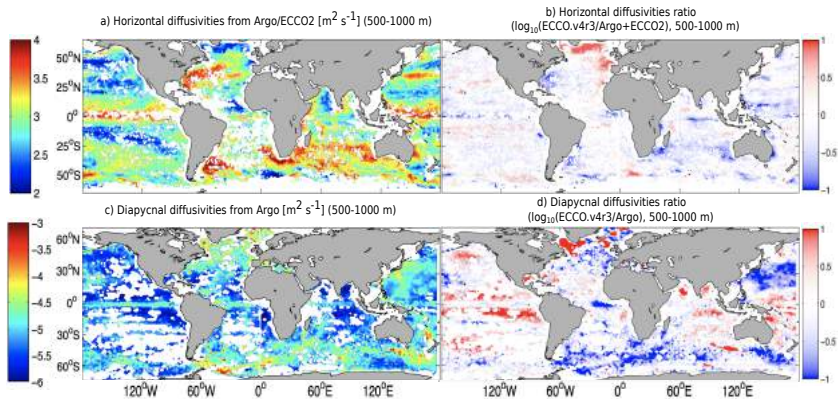 a) Horizontal diffusivities from Argo/ECCO2 [m² s⁻¹] (500-1000 m)
b) Horizontal diffusivities ratio
(log₁₀(ECCO.v4r3/Argo+ECCO2), 500-1000 m)
4
3.5
3
2.5
2
50°N
25°N
0°
25°S
50°S
1
0.5
0
−0.5
−1
c) Diapycnal diffusivities from Argo [m² s⁻¹] (500-1000 m)
d) Diapycnal diffusivities ratio
(log₁₀(ECCO.v4r3/Argo), 500-1000 m)
−3
−3.5
−4
−4.5
−5
−5.5
−6
60°N
30°N
0°
30°S
60°S
120°W
60°W
0°
60°E
120°E
120°W
60°W
0°
60°E
120°E
1
0.5
0
−0.5
−1